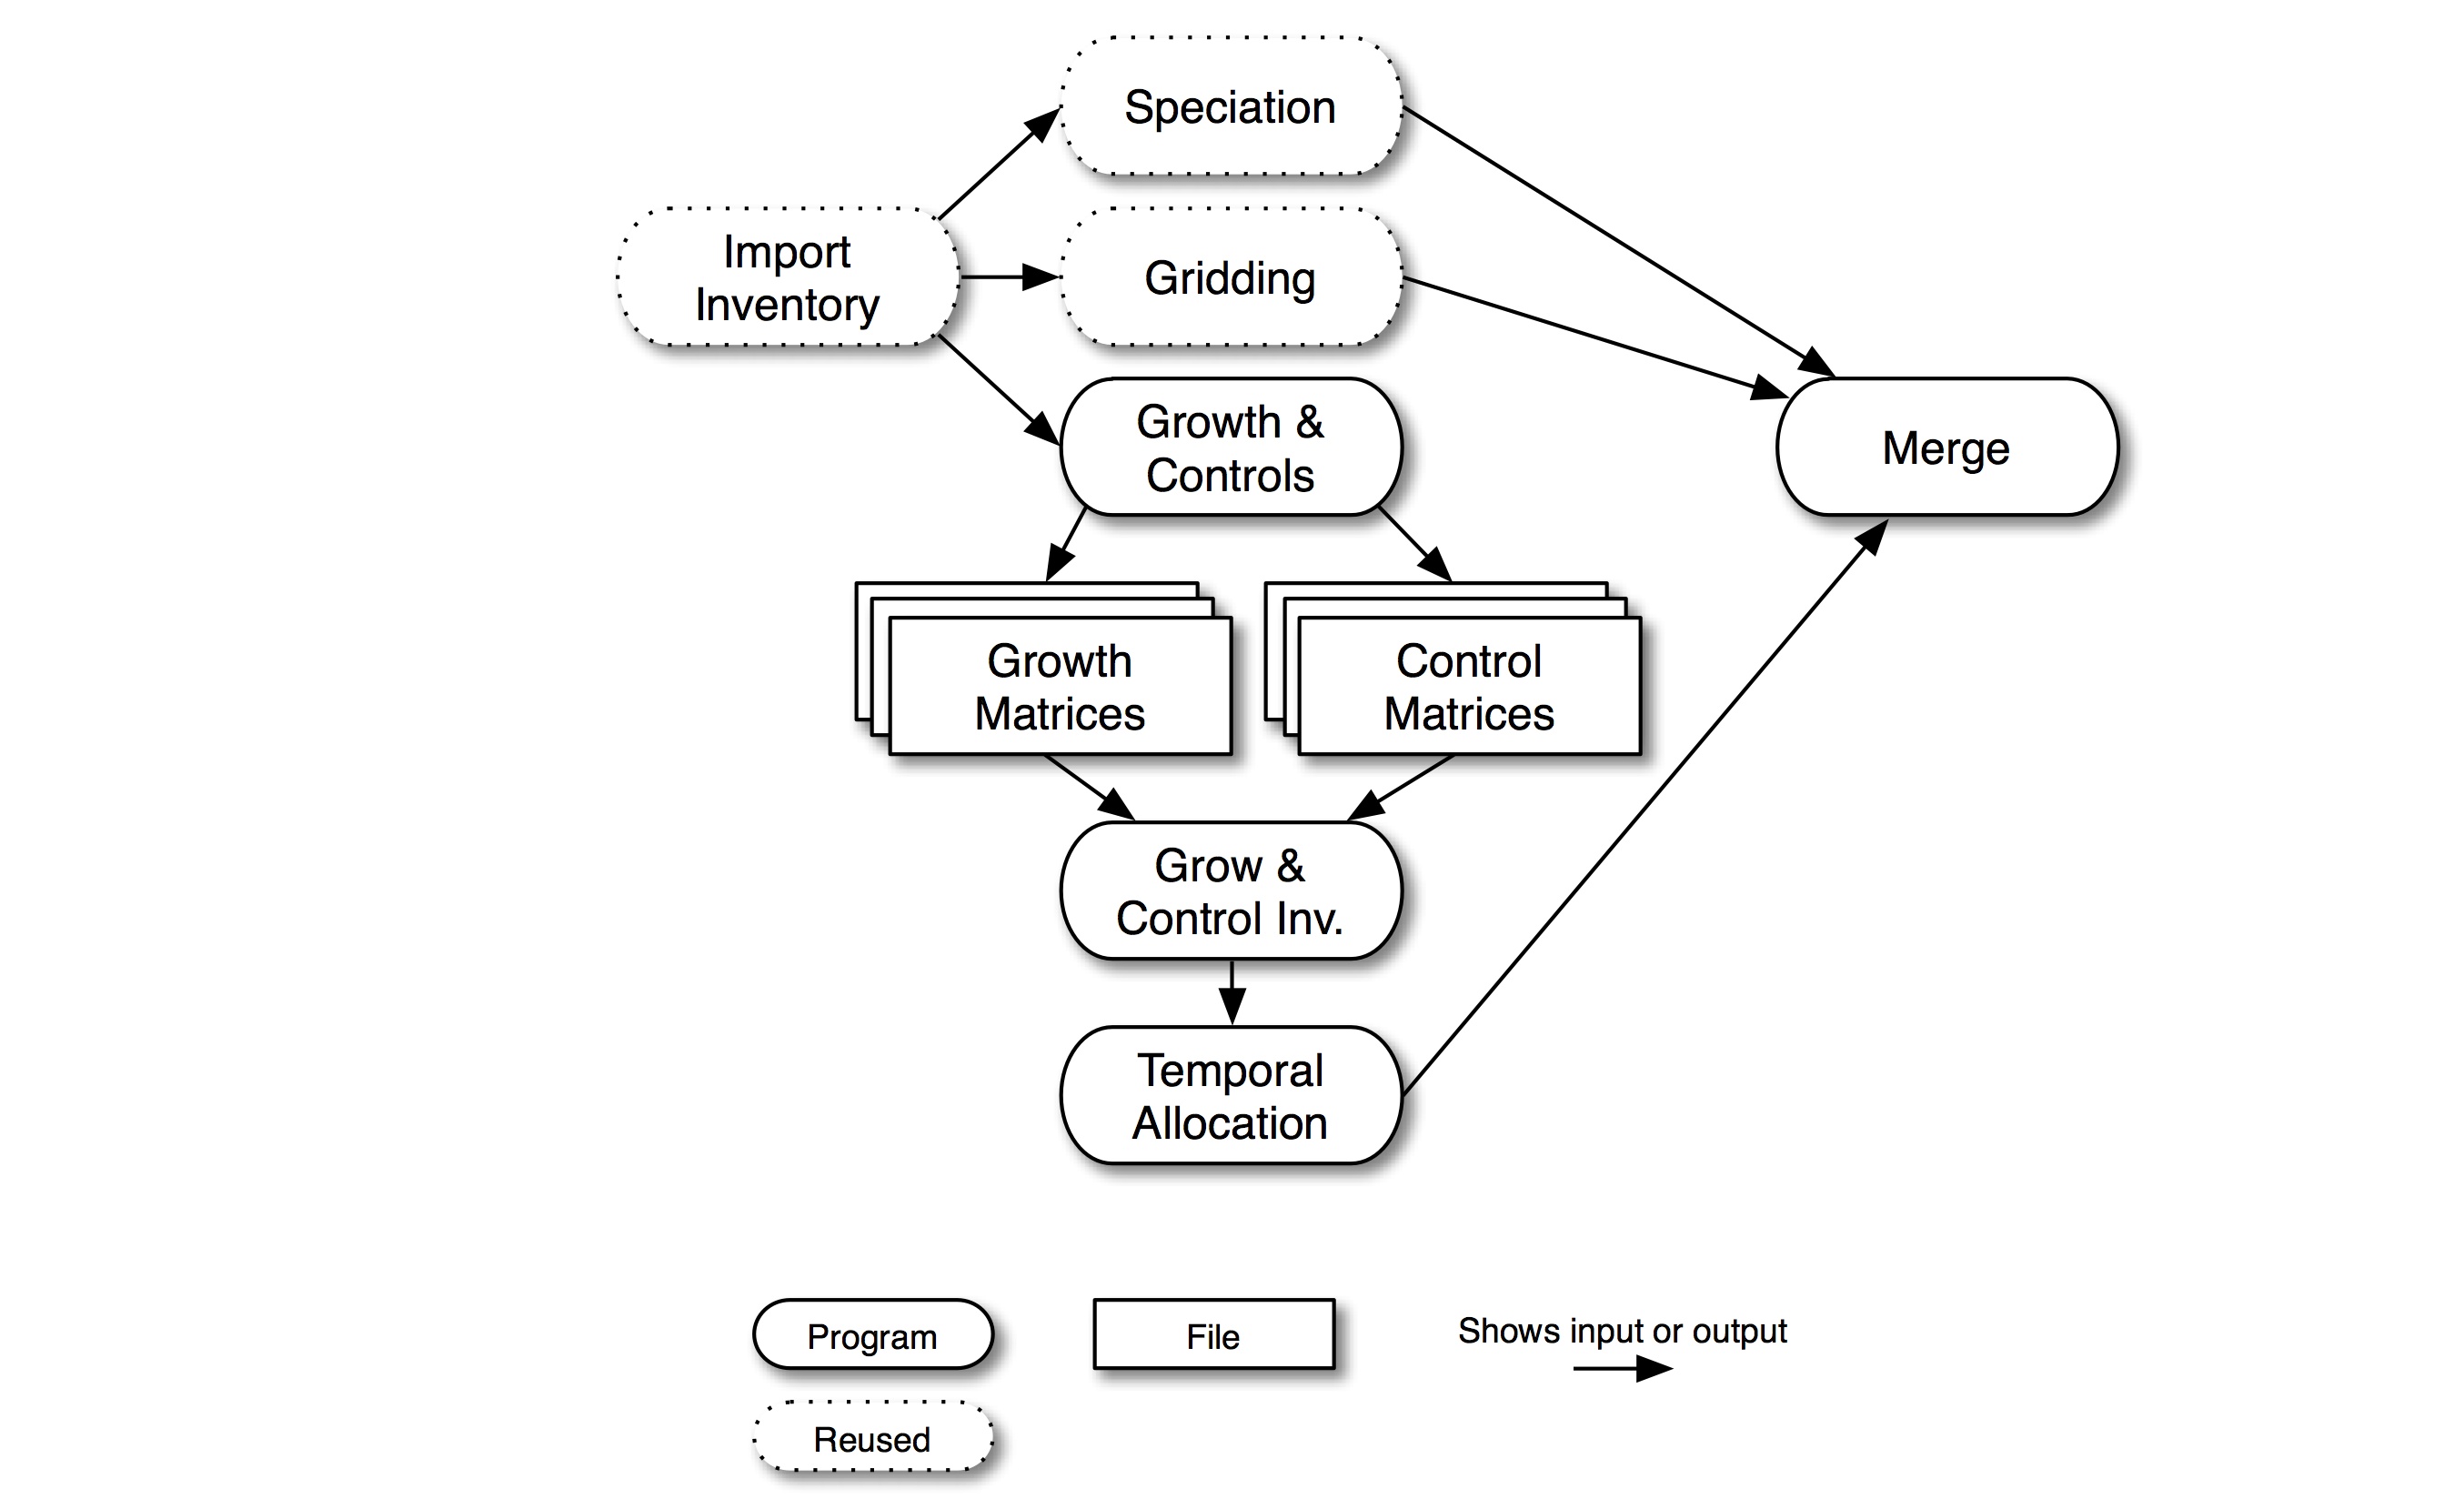 Speciation
Import
Inventory
Gridding
Growth &
Controls
Merge
Growth
Matrices
Control
Matrices
Grow &
Control Inv.
Temporal
Allocation
Program
File
Shows input or output
Reused